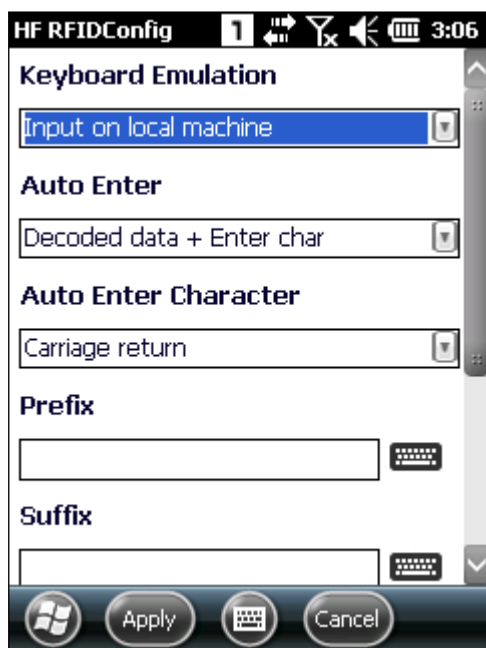 HF RFIDConfig 1 3:06
Keyboard Emulation
Input on local machine
Auto Enter
Decoded data + Enter char
Auto Enter Character
Carriage return
Prefix
Suffix
Apply Cancel